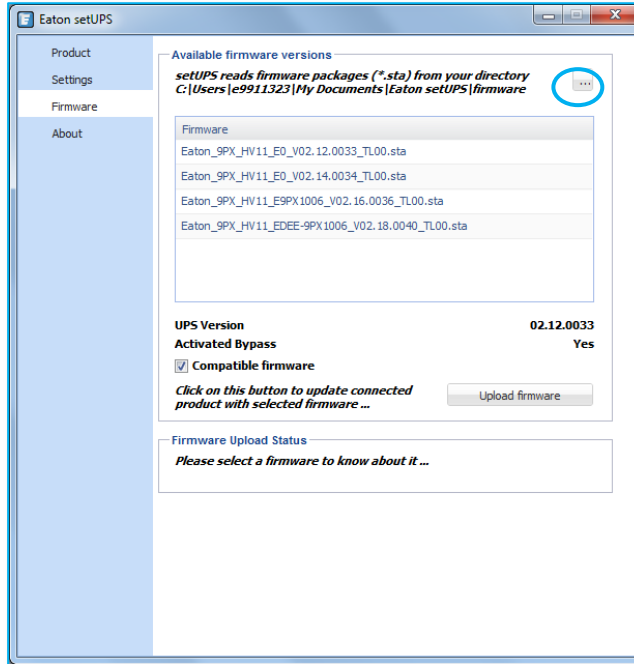 Eaton setUPS
Product
Settings
Firmware
About
Available firmware versions
setUPS reads firmware packages (*.sta) from your directory
C:|Users|e9911323|My Documents|Eaton setUPS|firmware
...
Firmware
Eaton_9PX_HV11_E0_V02.12.0033_TL00.sta
Eaton_9PX_HV11_E0_V02.14.0034_TL00.sta
Eaton_9PX_HV11_E9PX1006_V02.16.0036_TL00.sta
Eaton_9PX_HV11_EDEE-9PX1006_V02.18.0040_TL00.sta
UPS Version 02.12.0033
Activated Bypass Yes
Compatible firmware
Click on this button to update connected
product with selected firmware ...
Upload firmware
Firmware Upload Status
Please select a firmware to know about it ...